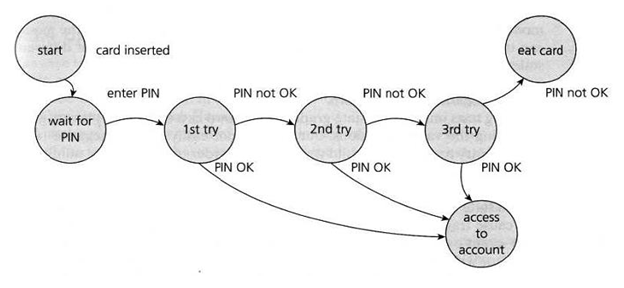 start
card inserted
eat card
enter PIN
PIN not OK
PIN not OK
PIN not OK
wait for
PIN
1st try
2nd try
3rd try
PIN OK
PIN OK
PIN OK
access
to
account